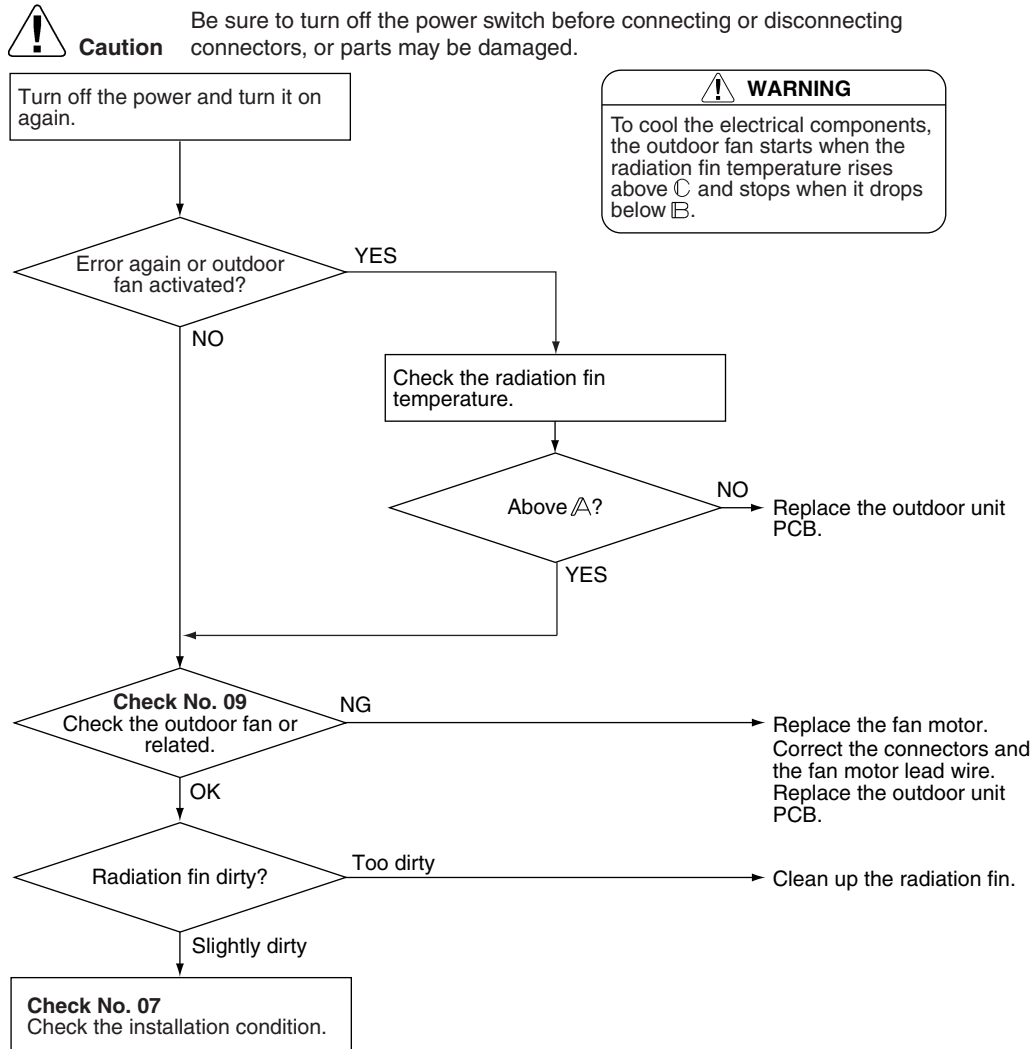 Be sure to turn off the power switch before connecting or disconnecting
Caution connectors, or parts may be damaged.
Turn off the power and turn it on
again.
WARNING
To cool the electrical components,
the outdoor fan starts when the
radiation fin temperature rises
above ℂ and stops when it drops
below 𝔹.
Error again or outdoor
fan activated?
YES
NO
Check the radiation fin
temperature.
Above 𝔸?
NO
Replace the outdoor unit
PCB.
YES
Check No. 09
Check the outdoor fan or
related.
NG
Replace the fan motor.
Correct the connectors and
the fan motor lead wire.
Replace the outdoor unit
PCB.
OK
Radiation fin dirty?
Too dirty
Clean up the radiation fin.
Slightly dirty
Check No. 07
Check the installation condition.